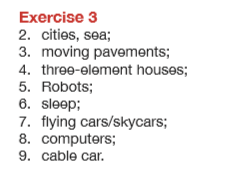 Exercise 3
2. cities, sea;
3. moving pavements;
4. three-element houses;
5. Robots;
6. sleep;
7. flying cars/skycars;
8. computers;
9. cable car.